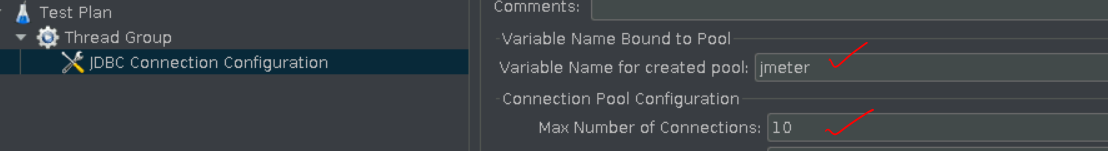 Test Plan
Thread Group
JDBC Connection Configuration
Comments:
Variable Name Bound to Pool
Variable Name for created pool: jmeter
Connection Pool Configuration
Max Number of Connections: 10